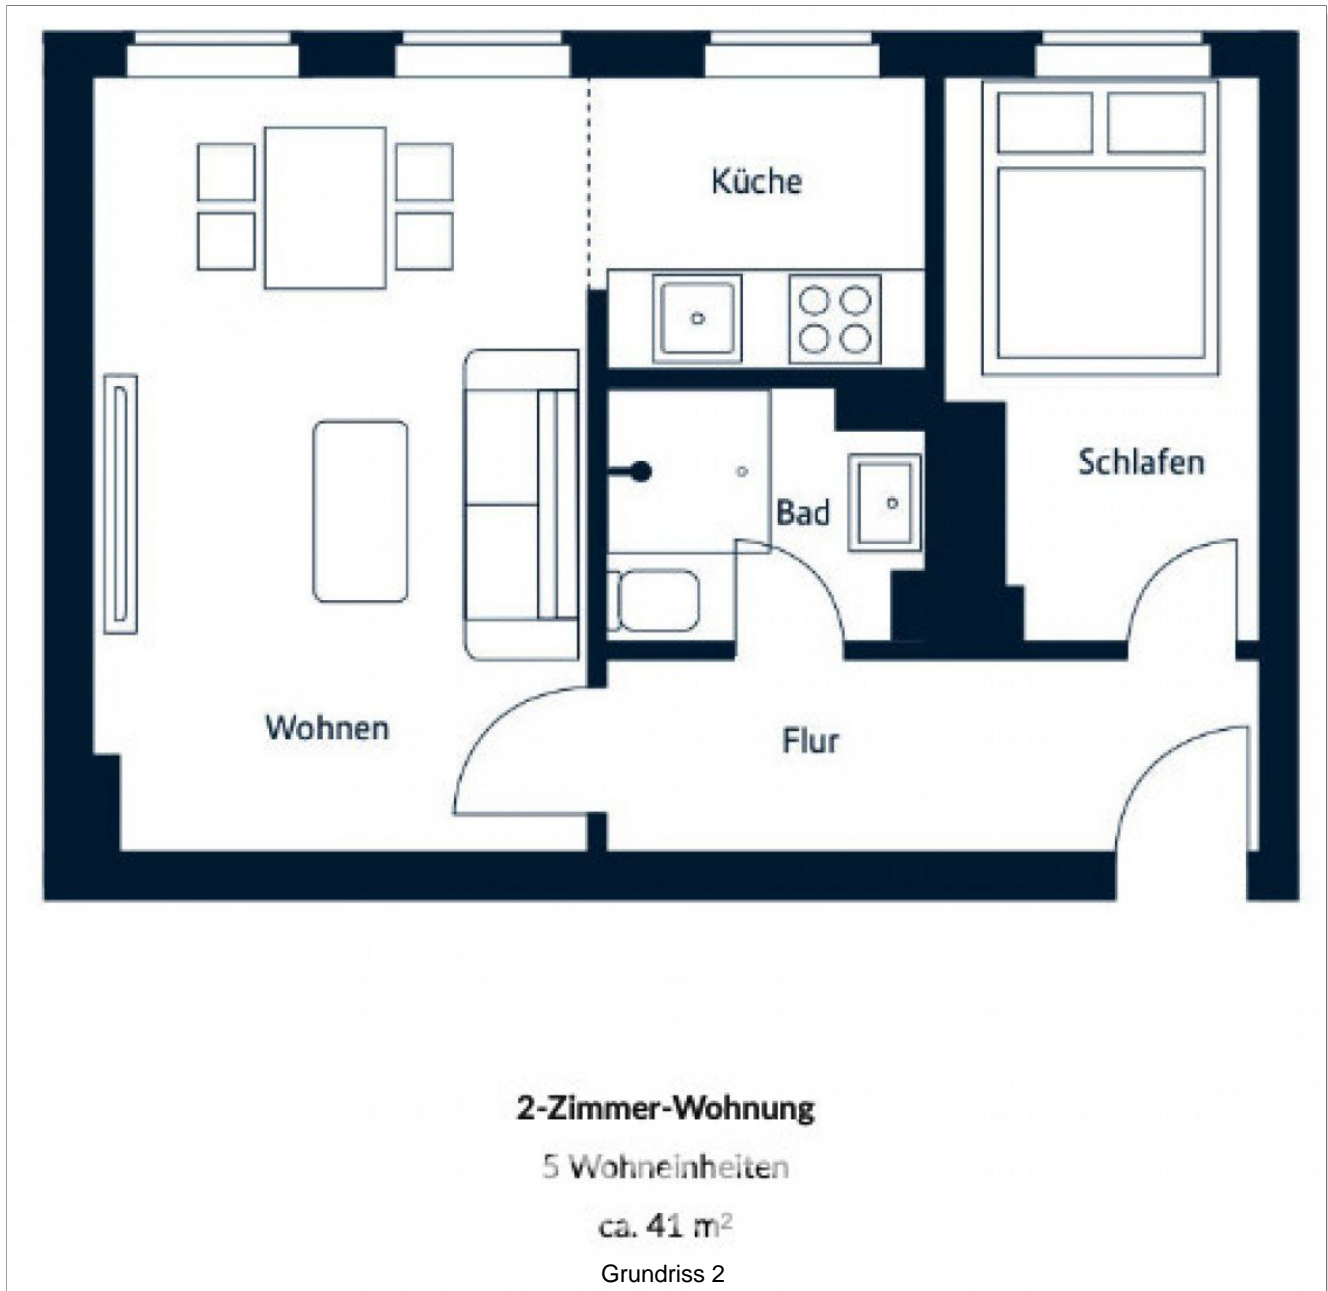 Küche
Schlafen
Bad
Wohnen
Flur
2-Zimmer-Wohnung
5 Wohneinheiten
ca. 41 m²
Grundriss 2